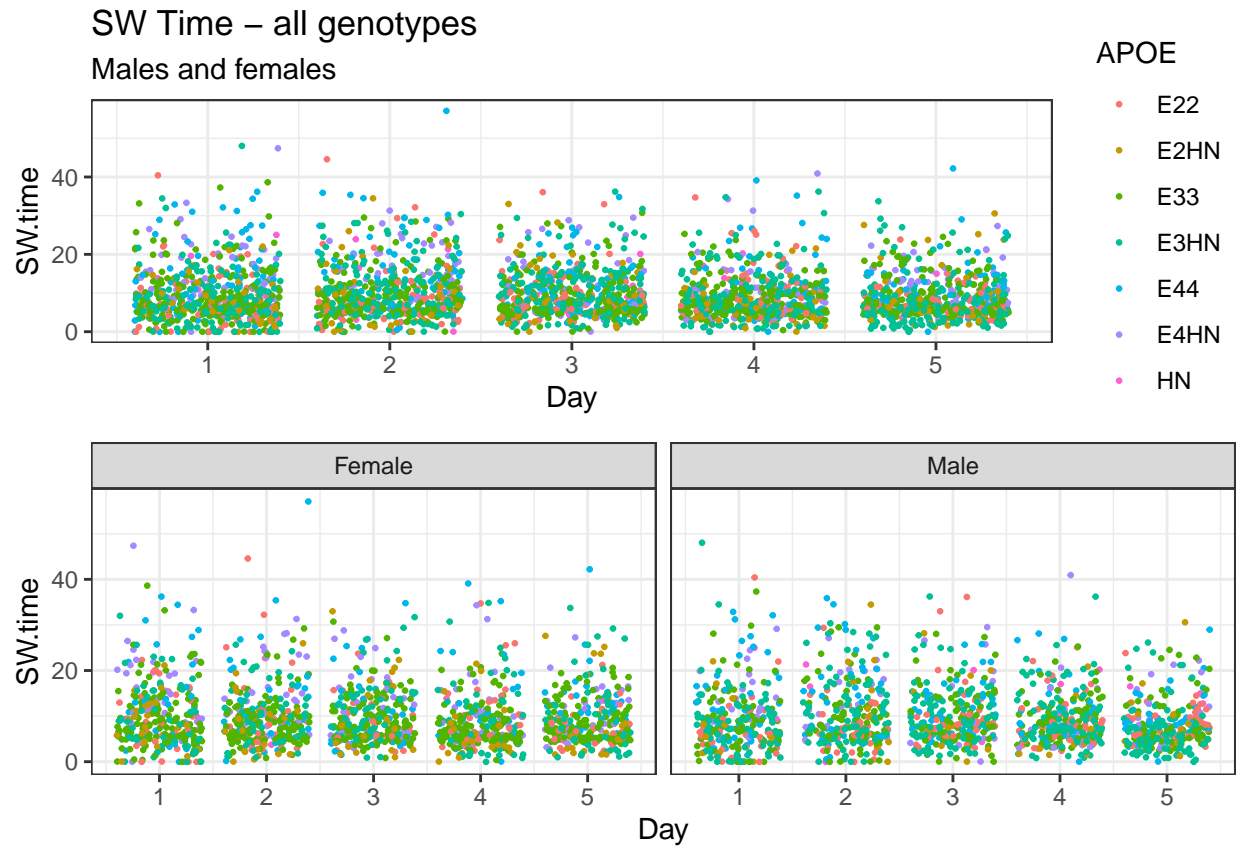 SW Time – all genotypes
Males and females
APOE
E22
E2HN
E33
E3HN
E44
E4HN
HN
SW.time
40
20
0
1 2 3 4 5
Day
Female
Male
SW.time
40
20
0
1 2 3 4 5
1 2 3 4 5
Day